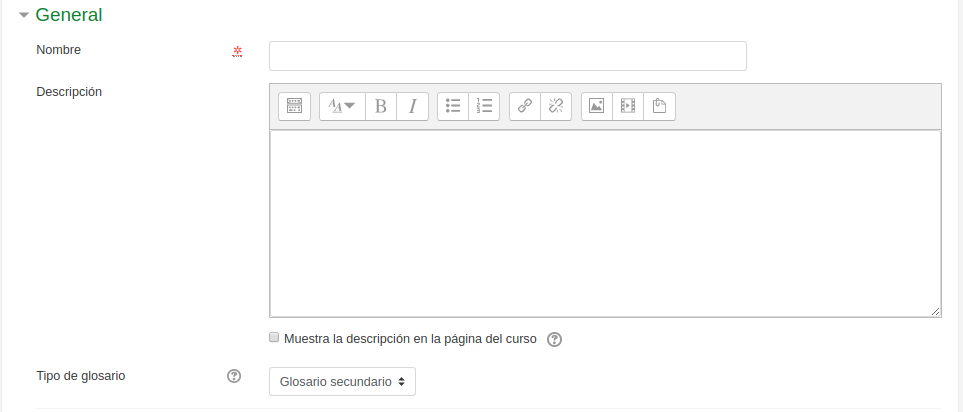 General
Nombre
Descripción
B I
Muestra la descripción en la página del curso
Tipo de glosario
Glosario secundario